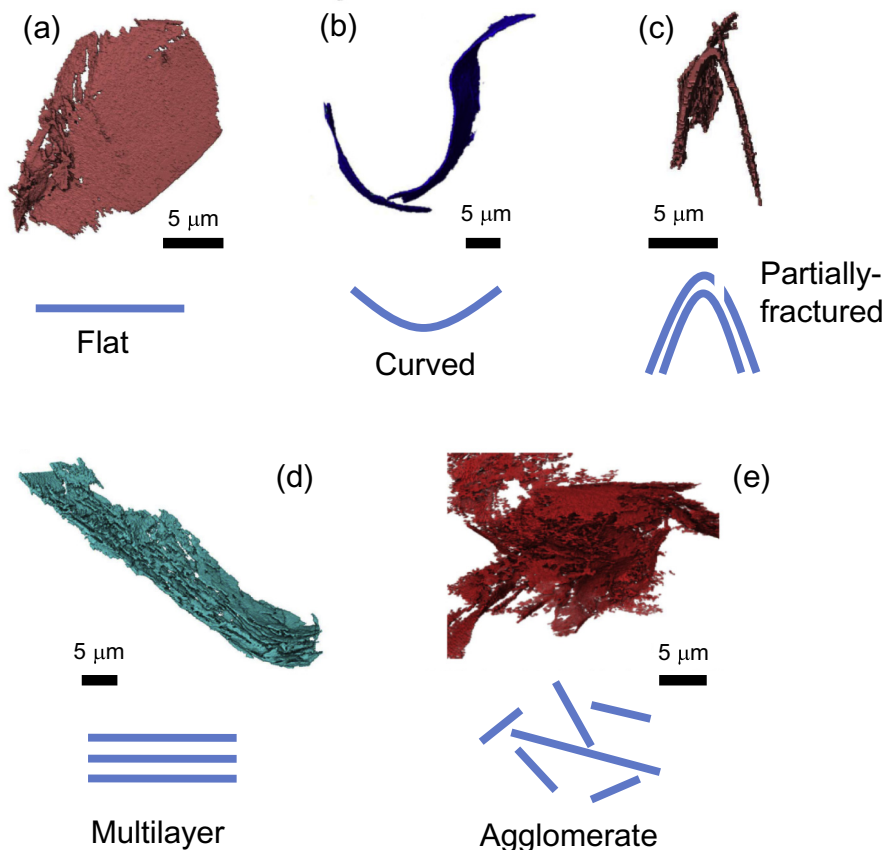 (a)
(b)
(c)
5 μm
5 μm
5 μm
Flat
Curved
Partially-
fractured
(d)
(e)
5 μm
5 μm
Multilayer
Agglomerate